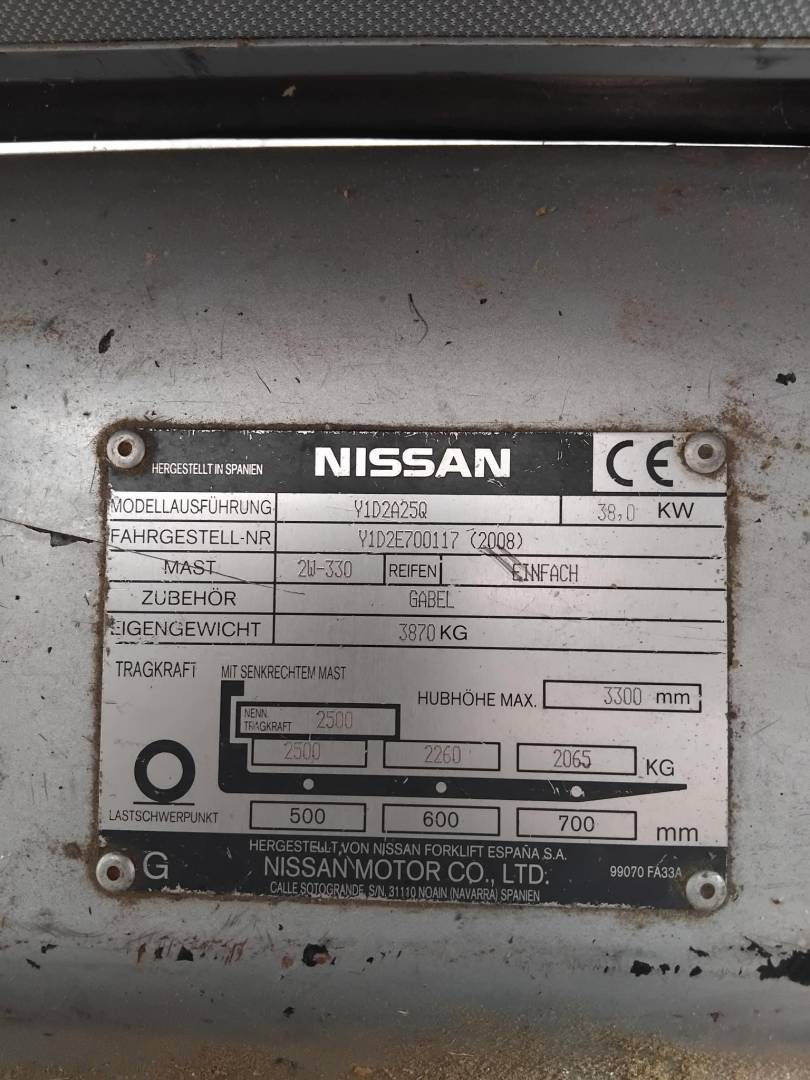 HERGESTELLT IN SPANIEN NISSAN CE
MODELLAUSFÜHRUNG Y1D2A25Q 38,0 KW
FAHRGESTELL-NR Y1D2E700117 (2008)
MAST 2W-330 REIFEN EINFACH
ZUBEHÖR GABEL
EIGENGEWICHT 3870 KG
TRAGKRAFT MIT SENKRECHTEM MAST
HUBHÖHE MAX. 3300 mm
NENN. TRAGKRAFT 2500
2500 2260 2065 KG
LASTSCHWERPUNKT 500 600 700 mm
HERGESTELLT VON NISSAN FORKLIFT ESPAÑA S.A.
G NISSAN MOTOR CO., LTD. 99070 FA33A
CALLE SOTOGRANDE, S/N, 31110 NOAIN (NAVARRA) SPANIEN